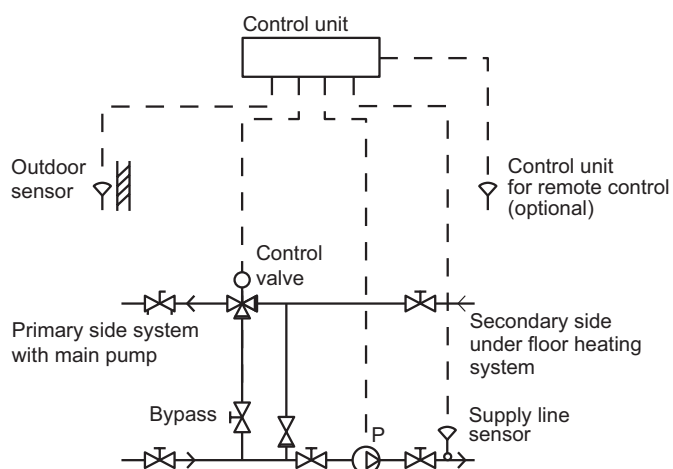 Control unit
Outdoor
sensor
Control unit
for remote control
(optional)
Control
valve
Primary side system
with main pump
Secondary side
under floor heating
system
Bypass
P
Supply line
sensor